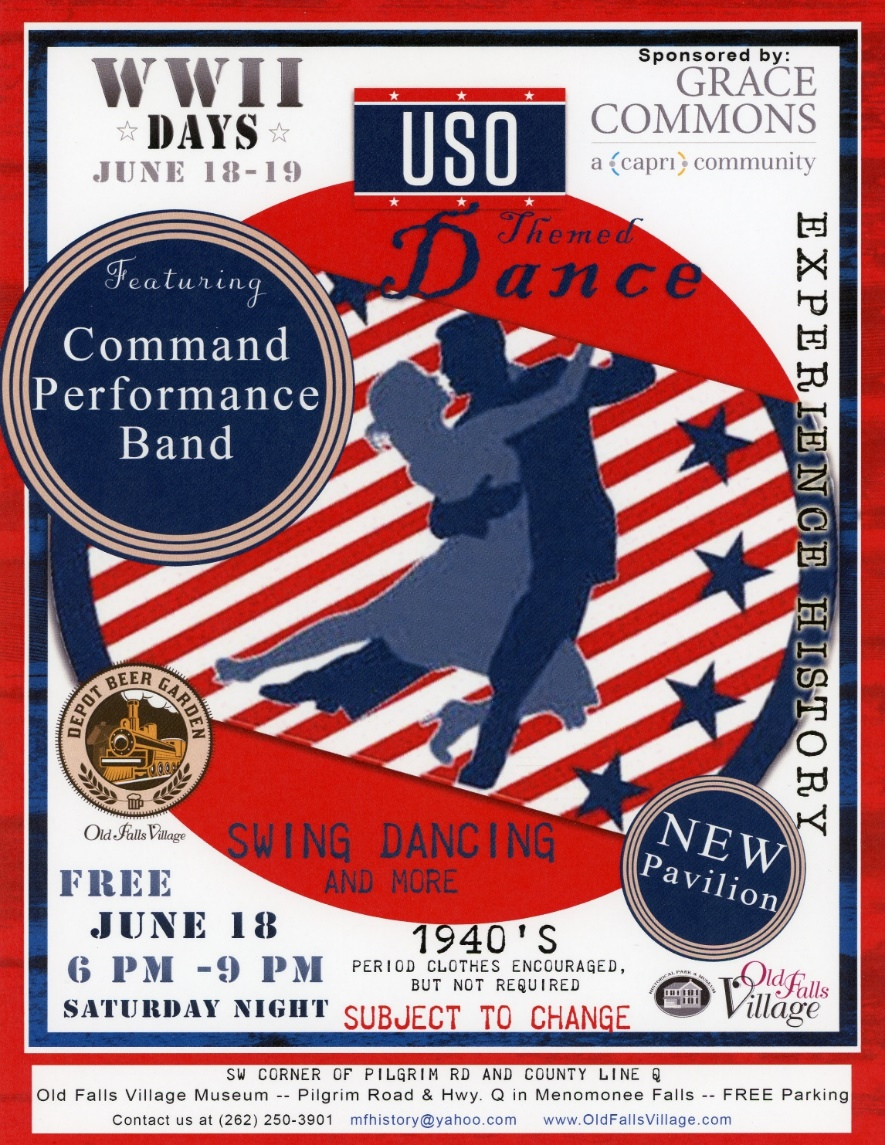 WWII
DAYS
JUNE 18-19
USO
Themed
Dance
Sponsored by:
GRACE
COMMONS
a (capri) community
Featuring
Command
Performance
Band
EXPERIENCE HISTORY
DEPOT BEER GARDEN
Old Falls Village
SWING DANCING
AND MORE
NEW
Pavilion
FREE
JUNE 18
6 PM -9 PM
SATURDAY NIGHT
1940'S
PERIOD CLOTHES ENCOURAGED,
BUT NOT REQUIRED
SUBJECT TO CHANGE
HISTORICAL PARK & MUSEUM
Old Falls
Village
SW CORNER OF PILGRIM RD AND COUNTY LINE Q
Old Falls Village Museum -- Pilgrim Road & Hwy. Q in Menomonee Falls -- FREE Parking
Contact us at (262) 250-3901 mfhistory@yahoo.com www.OldFallsVillage.com